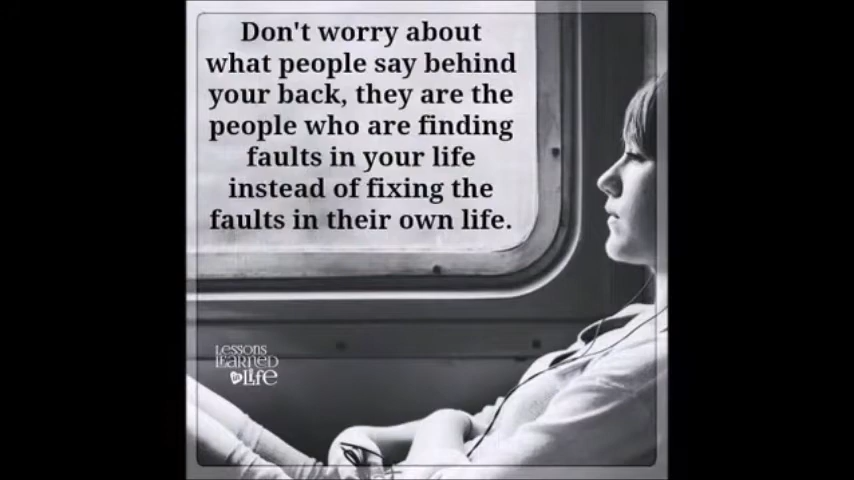 Don't worry about
what people say behind
your back, they are the
people who are finding
faults in your life
instead of fixing the
faults in their own life.
LESSONS
LEARNED
in LIFE